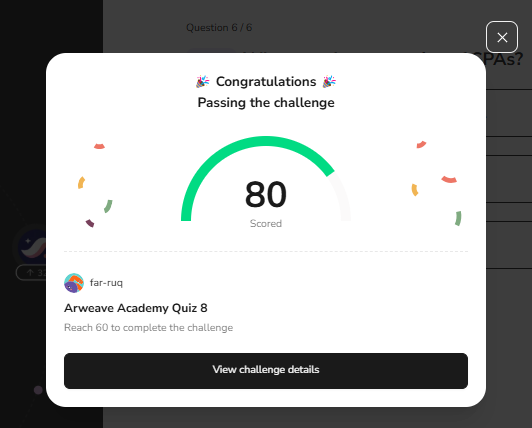 Question 6 / 6
PAs?
Congratulations
Passing the challenge
80
Scored
far-ruq
Arweave Academy Quiz 8
Reach 60 to complete the challenge
View challenge details